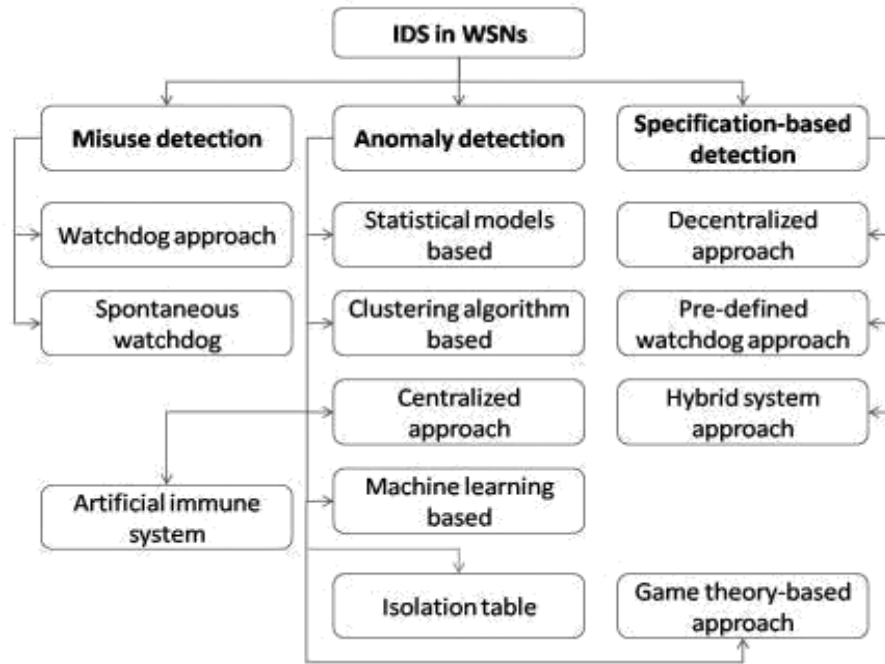 IDS in WSNs
Misuse detection
Anomaly detection
Specification-based
detection
Watchdog approach
Statistical models
based
Decentralized
approach
Spontaneous
watchdog
Clustering algorithm
based
Pre-defined
watchdog approach
Centralized
approach
Hybrid system
approach
Artificial immune
system
Machine learning
based
Isolation table
Game theory-based
approach